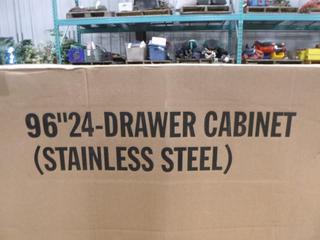 96"24-DRAWER CABINET
(STAINLESS STEEL)